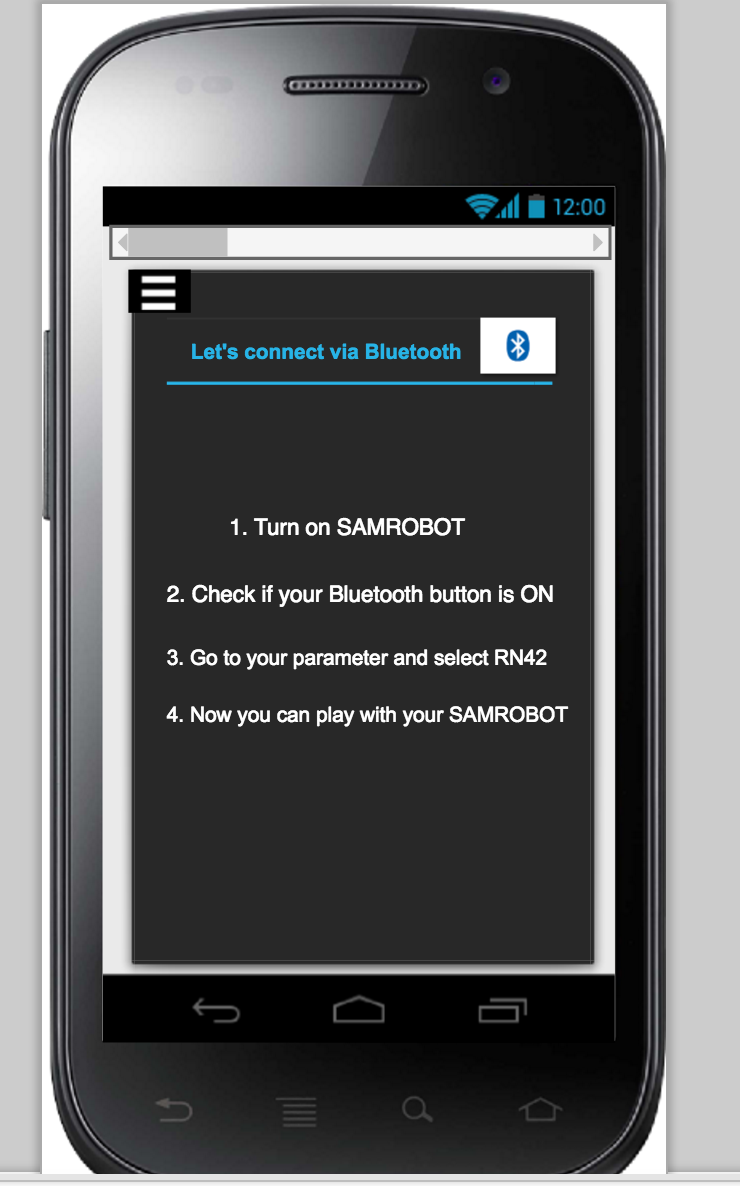 12:00
Let's connect via Bluetooth
1. Turn on SAMROBOT
2. Check if your Bluetooth button is ON
3. Go to your parameter and select RN42
4. Now you can play with your SAMROBOT